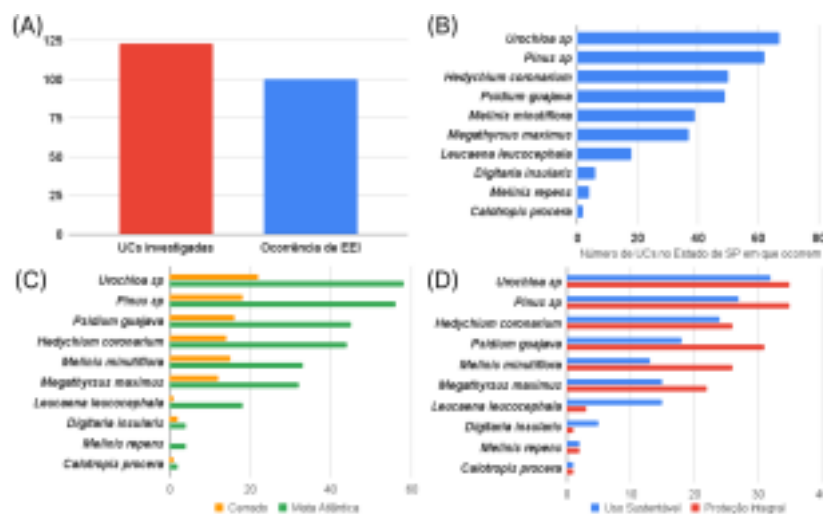 (A)
125
100
75
50
25
0
UCs investigadas
Ocorrência de EEI
(B)
Urochloa sp
Pinus sp
Hedychium coronarium
Psidium guajava
Melinis minutiflora
Megathyrsus maximus
Leucaena leucocephala
Digitaria insularis
Melinis repens
Calotropis procera
0 20 40 60 80
Número de UCs no Estado de SP em que ocorrem
(C)
Urochloa sp
Pinus sp
Psidium guajava
Hedychium coronarium
Melinis minutiflora
Megathyrsus maximus
Leucaena leucocephala
Digitaria insularis
Melinis repens
Calotropis procera
0 20 40 60
Cerrado Mata Atlântica
(D)
Urochloa sp
Pinus sp
Hedychium coronarium
Psidium guajava
Melinis minutiflora
Megathyrsus maximus
Leucaena leucocephala
Digitaria insularis
Melinis repens
Calotropis procera
0 10 20 30 40
Uso Sustentável Proteção Integral